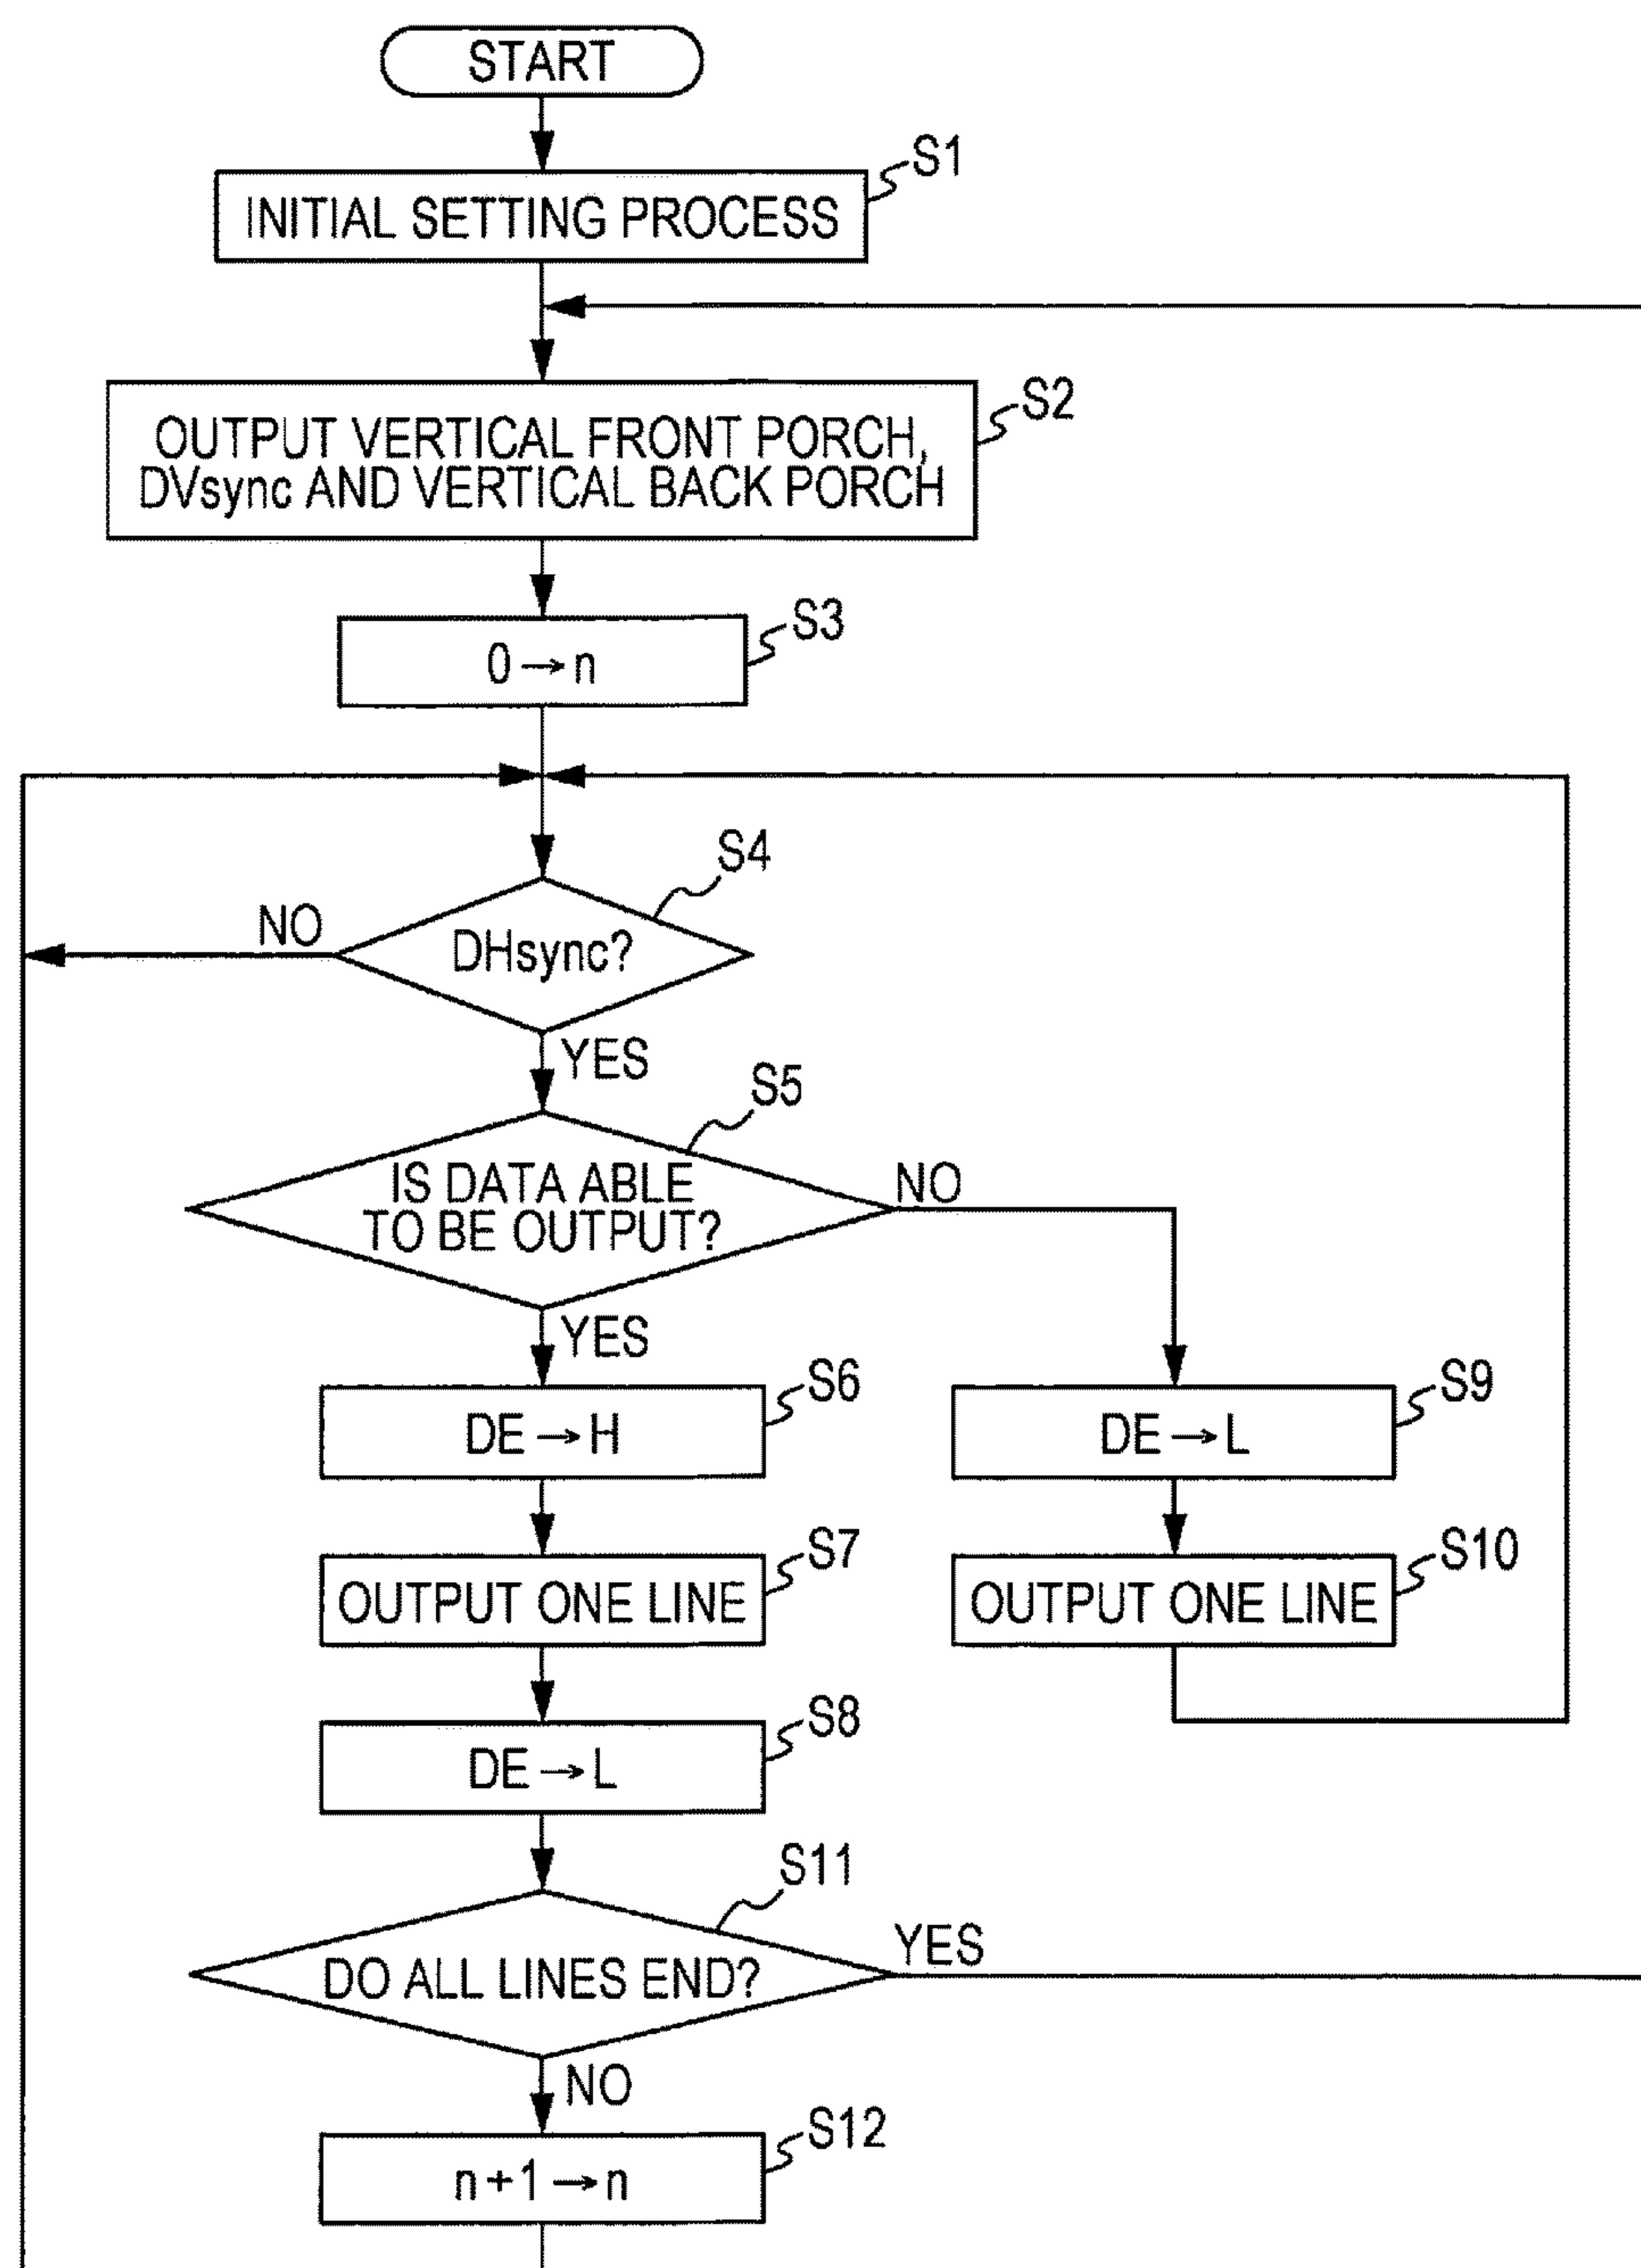 START
S1
INITIAL SETTING PROCESS
S2
OUTPUT VERTICAL FRONT PORCH,
DVsync AND VERTICAL BACK PORCH
S3
0→n
S4
NO
DHsync?
YES
S5
IS DATA ABLE
TO BE OUTPUT?
NO
YES
S6
DE→H
S9
DE→L
S7
OUTPUT ONE LINE
S10
OUTPUT ONE LINE
S8
DE→L
S11
DO ALL LINES END?
YES
NO
S12
n+1→n